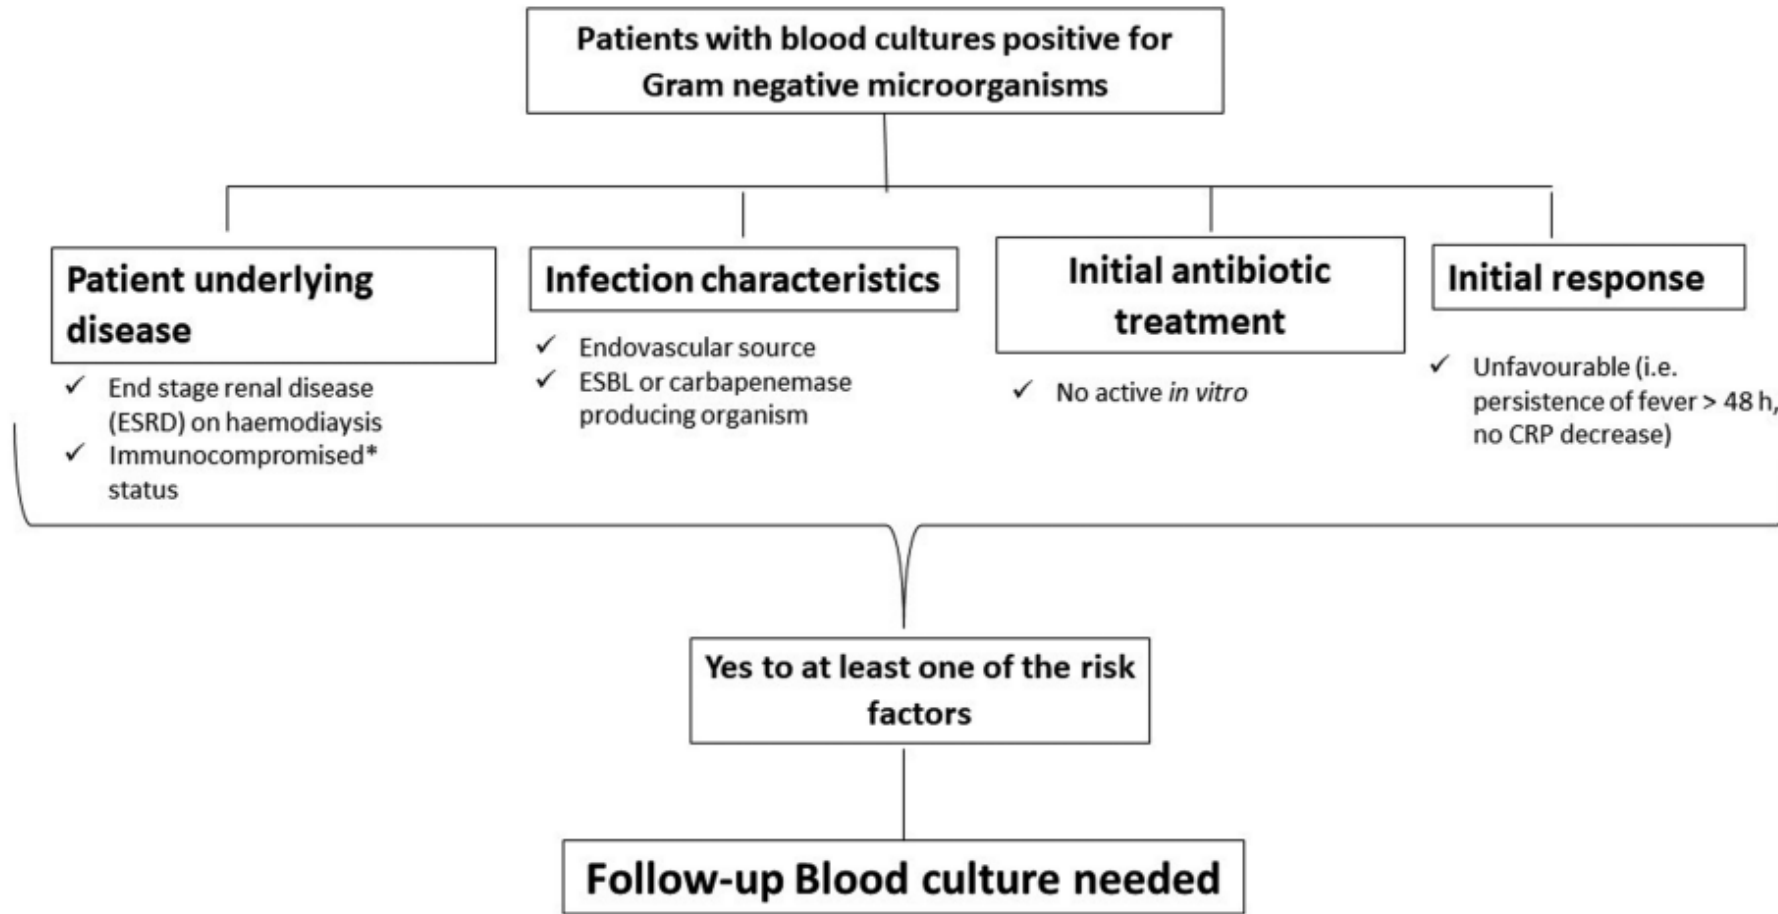 Patients with blood cultures positive for
Gram negative microorganisms
Patient underlying
disease
✓ End stage renal disease
(ESRD) on haemodiaysis
✓ Immunocompromised*
status
Infection characteristics
✓ Endovascular source
✓ ESBL or carbapenemase
producing organism
Initial antibiotic
treatment
✓ No active in vitro
Initial response
✓ Unfavourable (i.e.
persistence of fever > 48 h,
no CRP decrease)
Yes to at least one of the risk
factors
Follow-up Blood culture needed